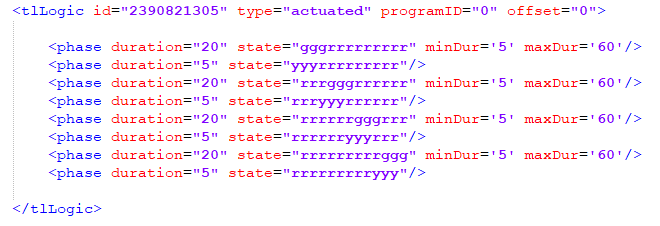 <tlLogic id="2390821305" type="actuated" programID="0" offset="0">
<phase duration="20" state="gggrrrrrrrrr" minDur='5' maxDur='60'/>
<phase duration="5" state="yyyrrrrrrrrr"/>
<phase duration="20" state="rrrgggrrrrrr" minDur='5' maxDur='60'/>
<phase duration="5" state="rrryyyrrrrrr"/>
<phase duration="20" state="rrrrrrgggrrr" minDur='5' maxDur='60'/>
<phase duration="5" state="rrrrrryyyrrr"/>
<phase duration="20" state="rrrrrrrrrggg" minDur='5' maxDur='60'/>
<phase duration="5" state="rrrrrrrrryyy"/>
</tlLogic>